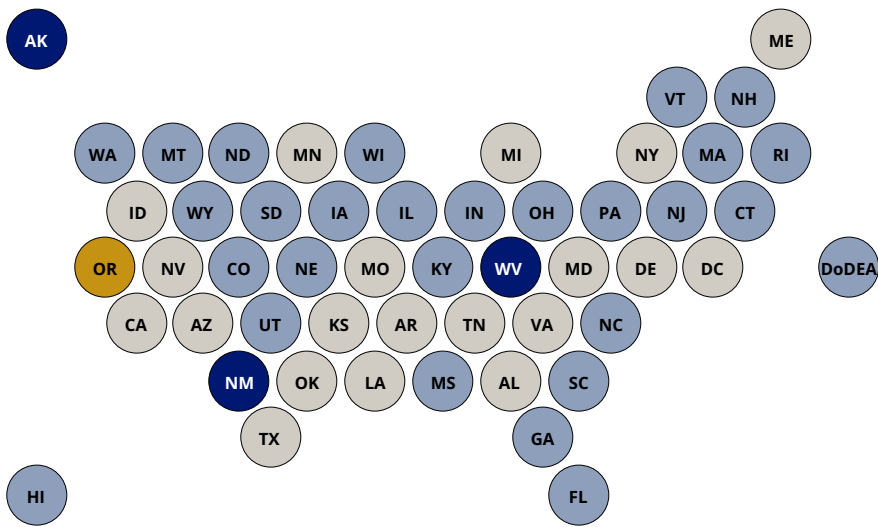 AK ME
VT NH
WA MT ND MN WI MI NY MA RI
ID WY SD IA IL IN OH PA NJ CT
OR NV CO NE MO KY WV MD DE DC DoDEA
CA AZ UT KS AR TN VA NC
NM OK LA MS AL SC
TX GA
HI FL